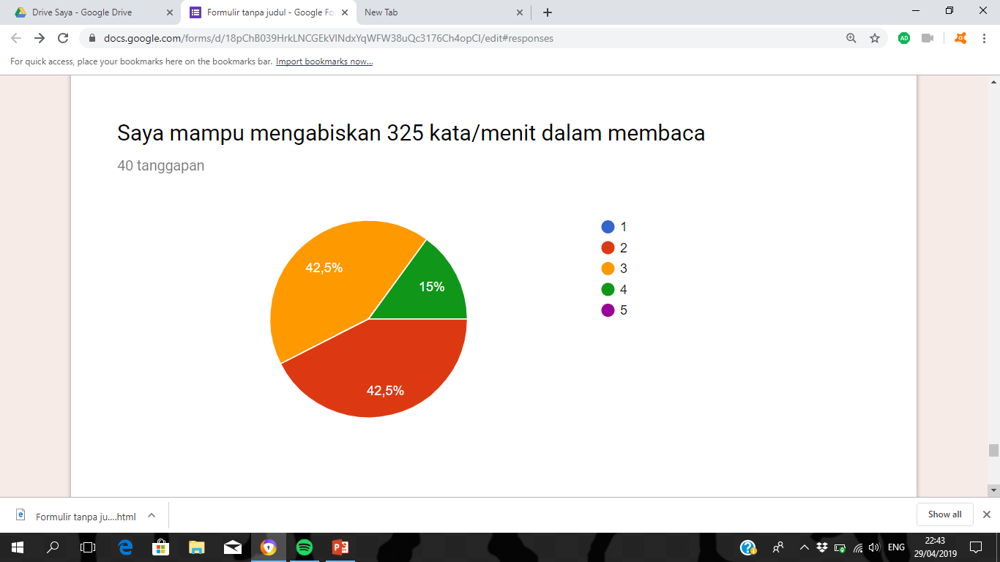 Drive Saya - Google Drive
Formulir tanpa judul - Google Fo
New Tab
docs.google.com/forms/d/18pChB039HrkLNCGEkVlNdxYqWFW38uQc3176Ch4opCI/edit#responses
AD
For quick access, place your bookmarks here on the bookmarks bar. Import bookmarks now...
Saya mampu mengabiskan 325 kata/menit dalam membaca
40 tanggapan
1
2
3
4
5
42,5%
15%
42,5%
Formulir tanpa ju....html
Show all
ENG
22:43
29/04/2019